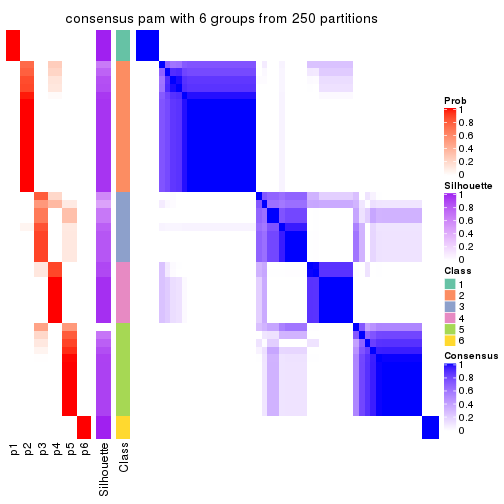 consensus pam with 6 groups from 250 partitions
Prob
1
0.8
0.6
0.4
0.2
0
Silhouette
1
0.8
0.6
0.4
0.2
0
Class
1
2
3
4
5
6
Consensus
1
0.8
0.6
0.4
0.2
0
p1
p2
p3
p4
p5
p6
Silhouette
Class